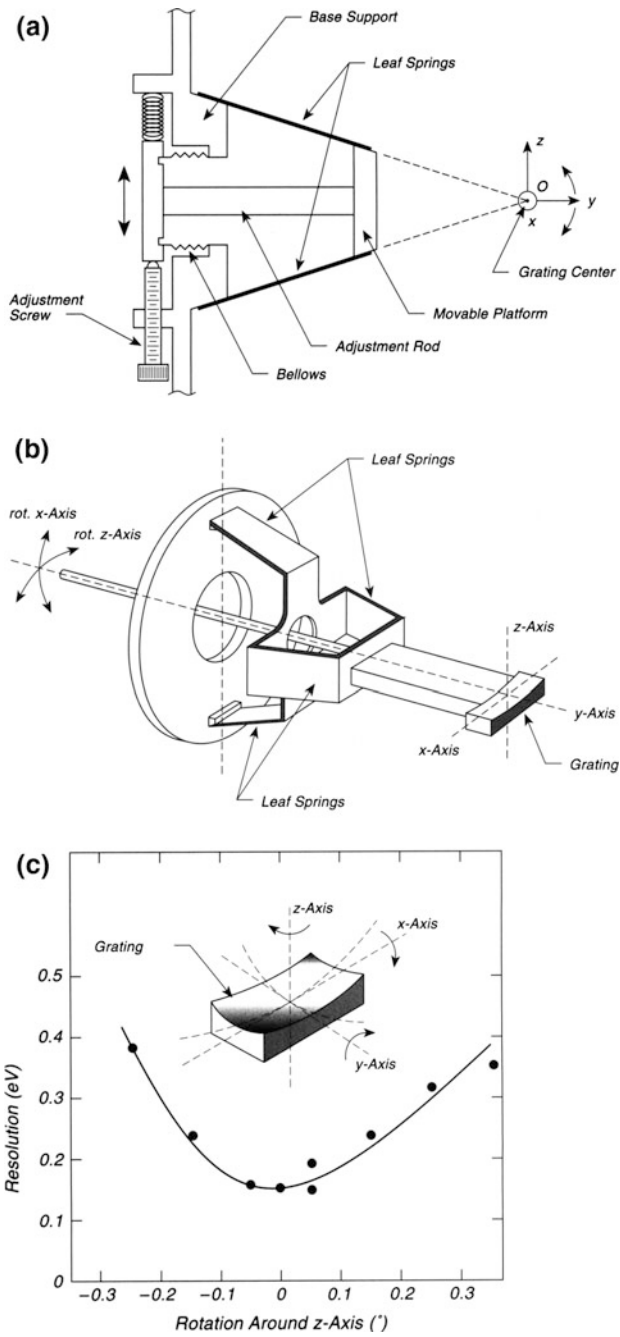 (a)
Base Support
Leaf Springs
z
O
y
x
Grating Center
Adjustment
Screw
Movable Platform
Adjustment Rod
Bellows
(b)
Leaf Springs
rot. x-Axis
rot. z-Axis
z-Axis
y-Axis
x-Axis
Grating
Leaf Springs
(c)
z-Axis
x-Axis
Grating
y-Axis
Resolution (eV)
0.5
0.4
0.3
0.2
0.1
0
−0.3 −0.2 −0.1 0 0.1 0.2 0.3
Rotation Around z-Axis (°)